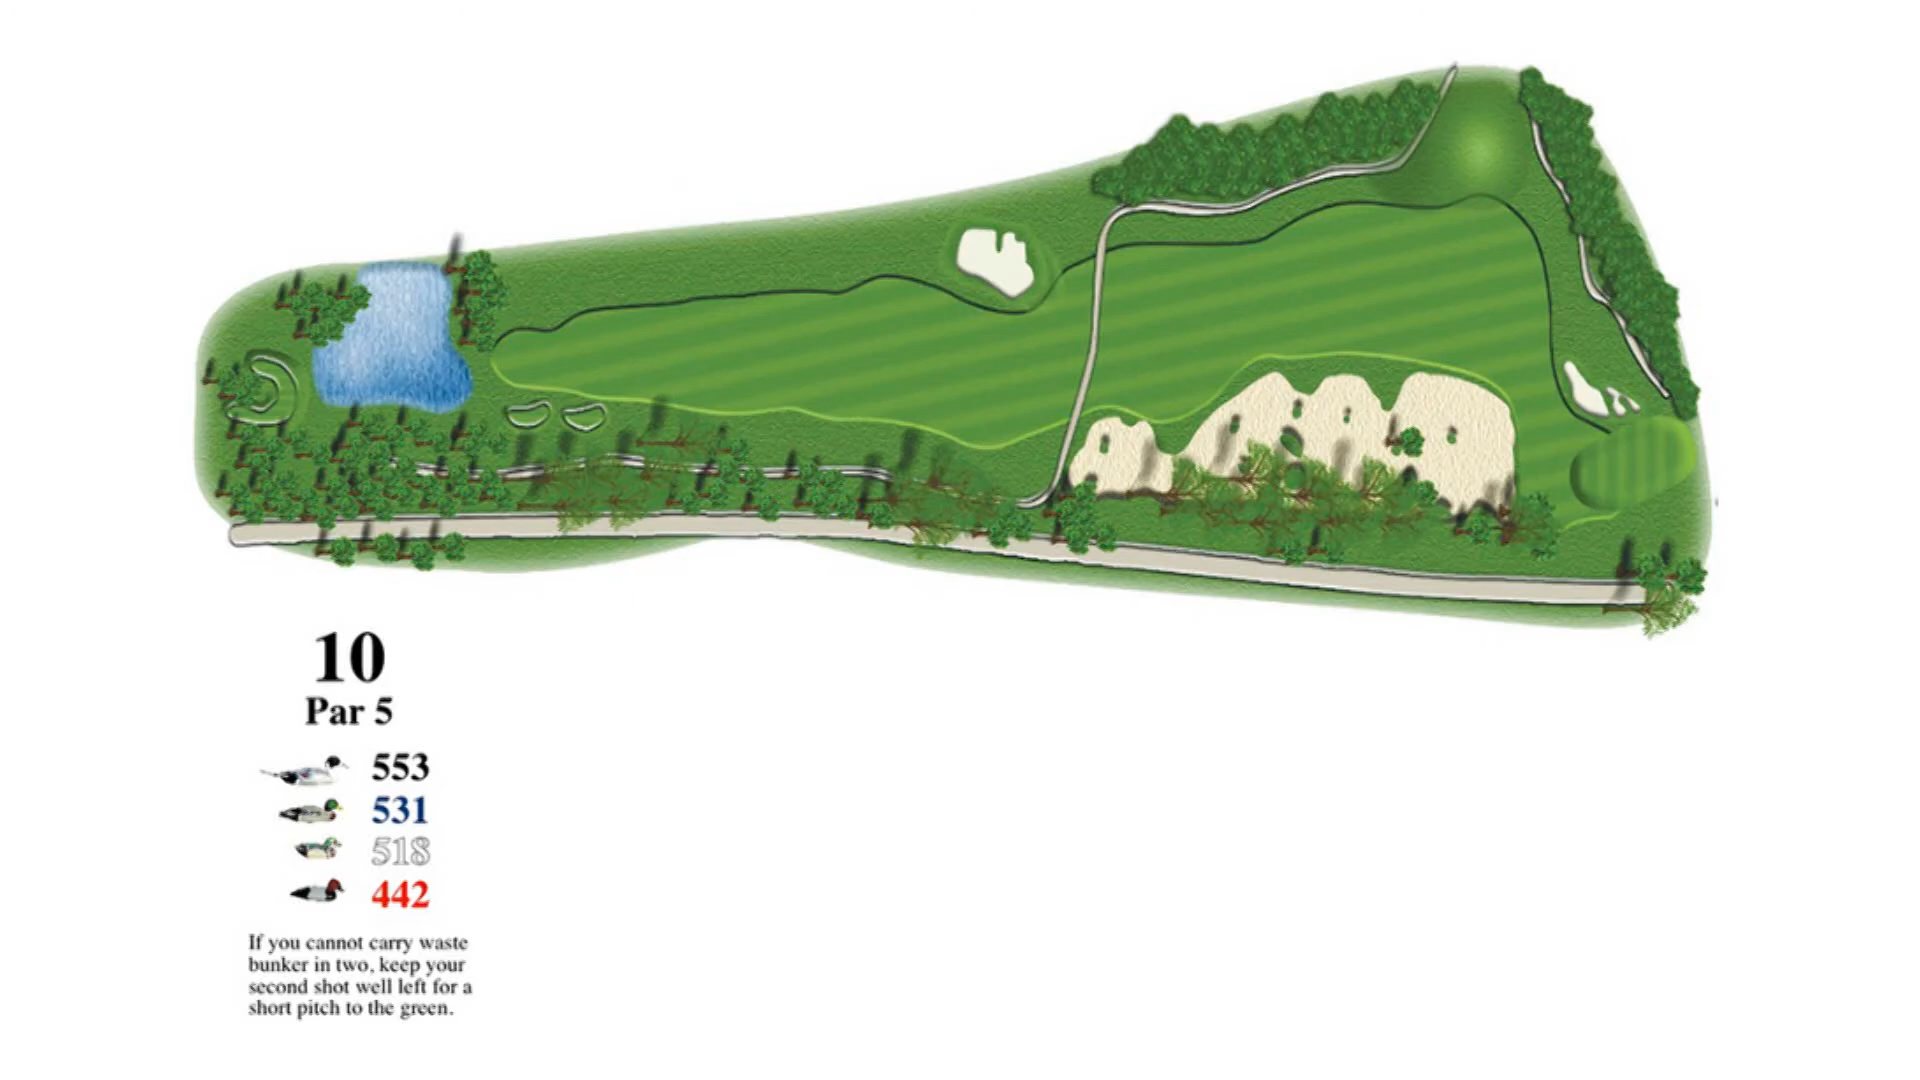 10
Par 5
553
531
518
442
If you cannot carry waste
bunker in two, keep your
second shot well left for a
short pitch to the green.